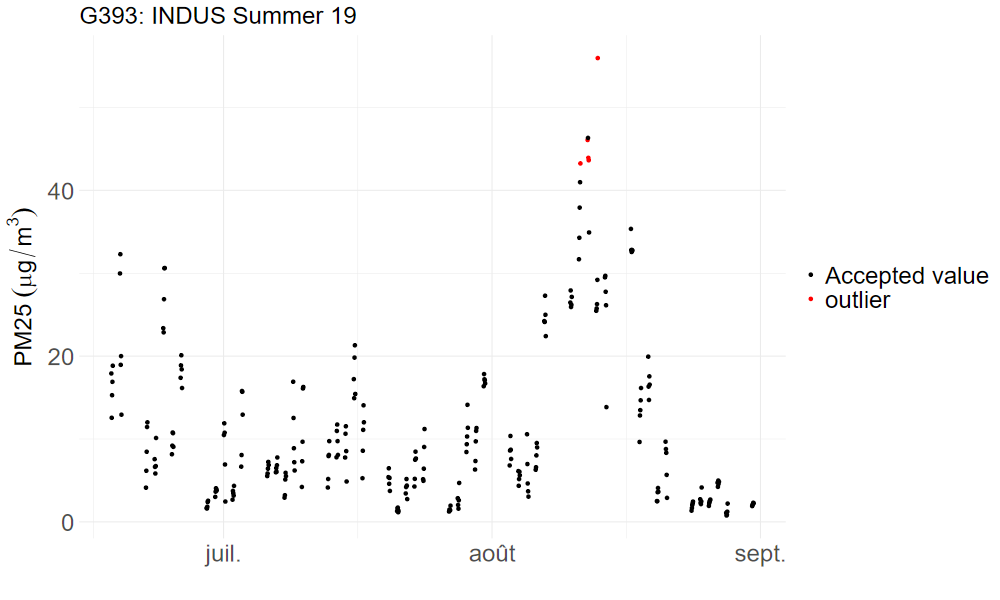 G393: INDUS Summer 19
PM25 (μg/m³)
40
20
0
juil.
août
sept.
Accepted value
outlier